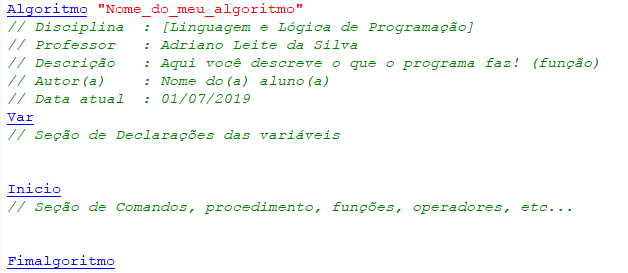 Algoritmo "Nome_do_meu_algoritmo"
// Disciplina  : [Linguagem e Lógica de Programação]
// Professor   : Adriano Leite da Silva
// Descrição   : Aqui você descreve o que o programa faz! (função)
// Autor(a)    : Nome do(a) aluno(a)
// Data atual  : 01/07/2019
Var
// Seção de Declarações das variáveis
Inicio
// Seção de Comandos, procedimento, funções, operadores, etc...
Fimalgoritmo